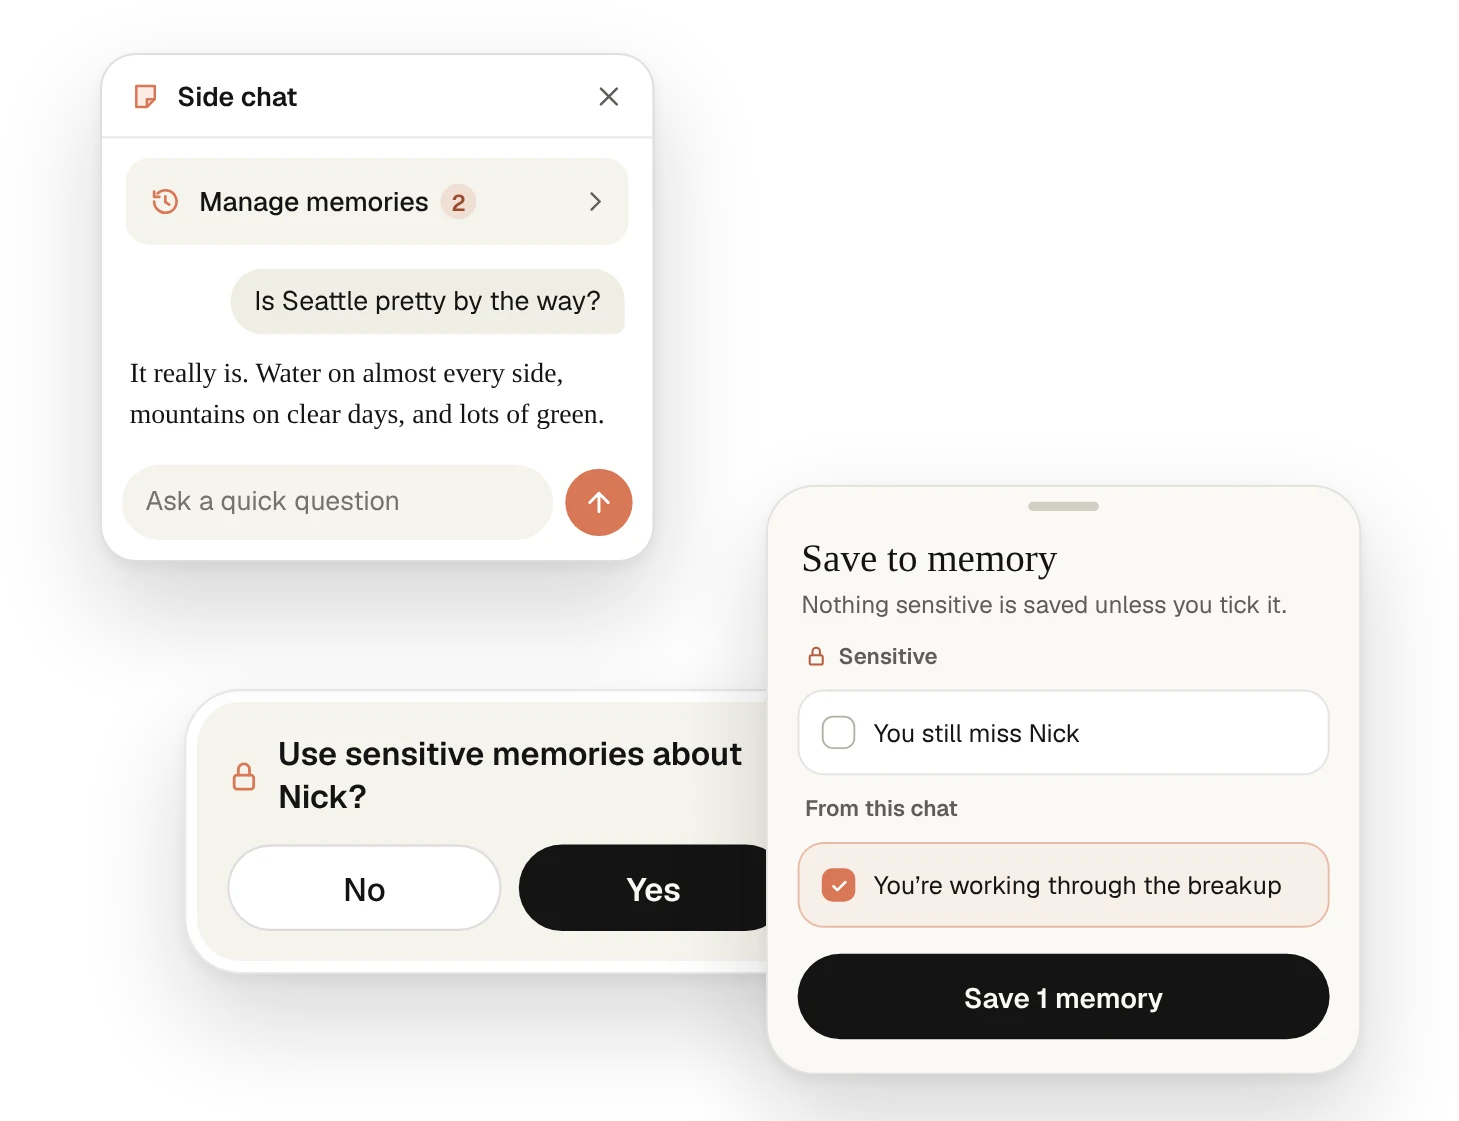 Side chat
Manage memories 2
Is Seattle pretty by the way?
It really is. Water on almost every side,
mountains on clear days, and lots of green.
Ask a quick question
Use sensitive memories about
Nick?
No
Yes
Save to memory
Nothing sensitive is saved unless you tick it.
Sensitive
You still miss Nick
From this chat
You’re working through the breakup
Save 1 memory